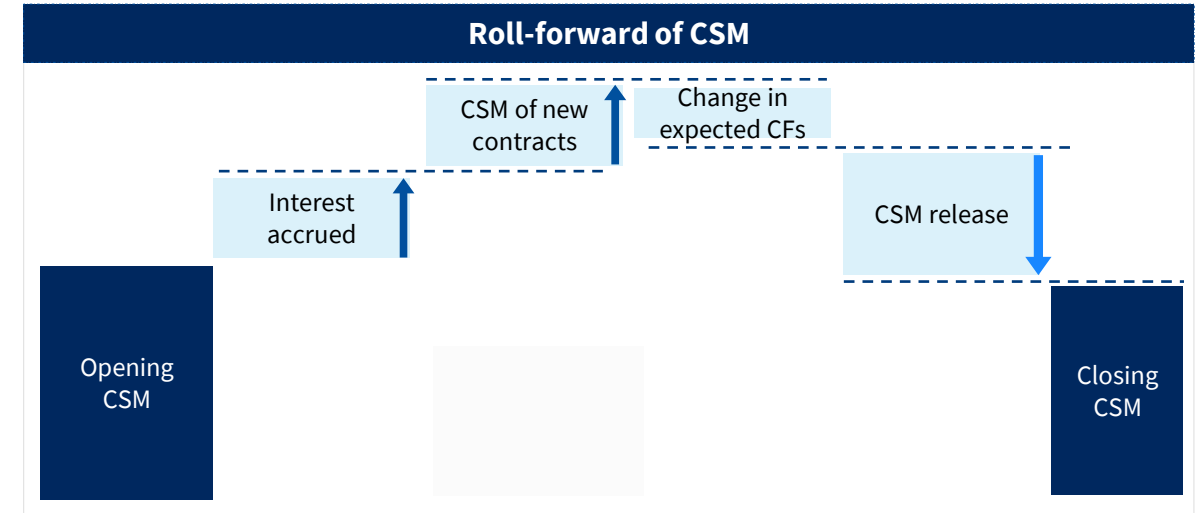 Roll-forward of CSM
CSM of new
contracts
Change in
expected CFs
Interest
accrued
CSM release
Opening
CSM
Closing
CSM